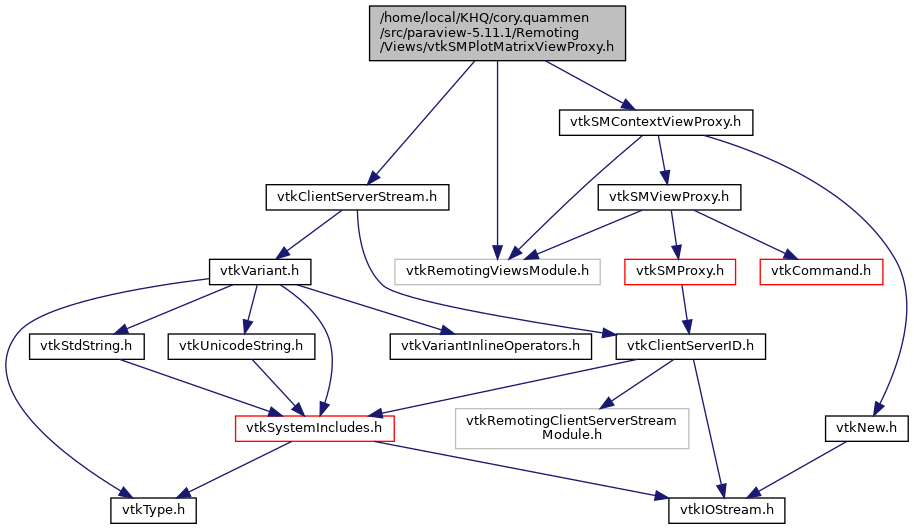 /home/local/KHQ/cory.quammen
/src/paraview-5.11.1/Remoting
/Views/vtkSMPlotMatrixViewProxy.h
vtkSMContextViewProxy.h
vtkClientServerStream.h
vtkSMViewProxy.h
vtkVariant.h
vtkRemotingViewsModule.h
vtkSMProxy.h
vtkCommand.h
vtkStdString.h
vtkUnicodeString.h
vtkVariantInlineOperators.h
vtkClientServerID.h
vtkSystemIncludes.h
vtkRemotingClientServerStream
Module.h
vtkNew.h
vtkType.h
vtkIOStream.h